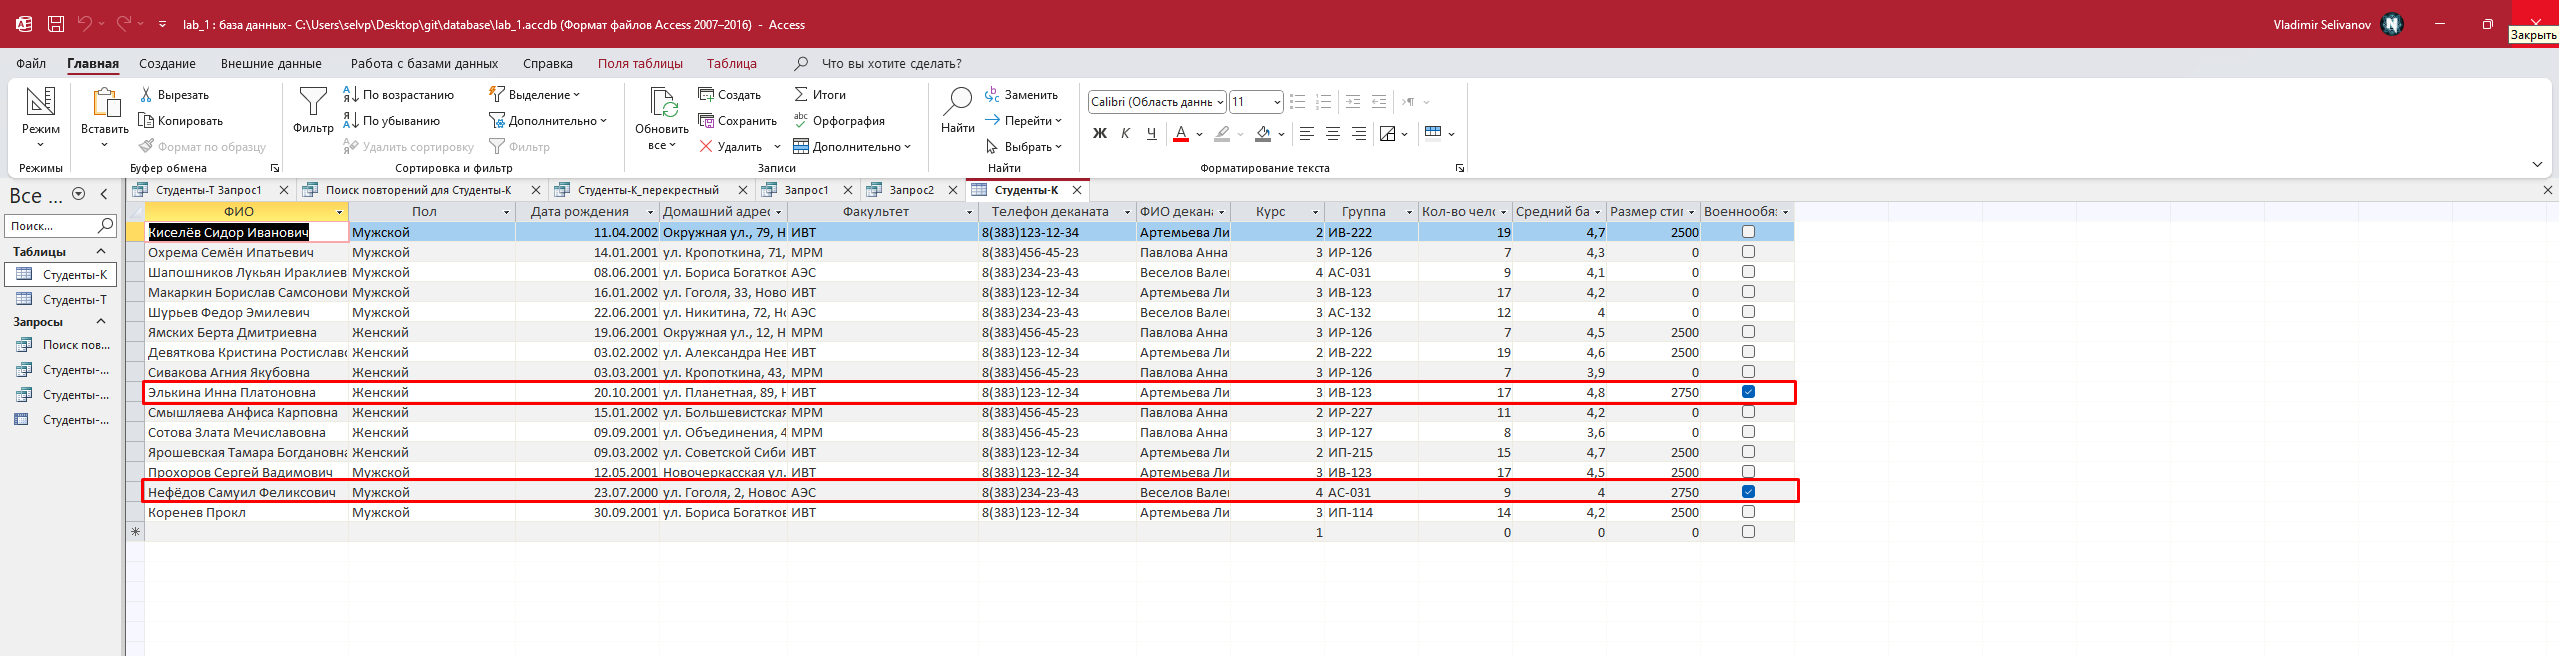 lab_1 : база данных- C:\Users\selvp\Desktop\git\database\lab_1.accdb (Формат файлов Access 2007–2016) - Access
Vladimir Selivanov
Закрыть
Файл Главная Создание Внешние данные Работа с базами данных Справка Поля таблицы Таблица Что вы хотите сделать?
Режим
Режимы
Вставить
Вырезать
Копировать
Формат по образцу
Буфер обмена
Фильтр
По возрастанию
По убыванию
Удалить сортировку
Выделение
Дополнительно
Фильтр
Сортировка и фильтр
Обновить
все
Создать
Сохранить
Удалить
Итоги
Орфография
Дополнительно
Записи
Найти
Заменить
Перейти
Выбрать
Найти
Calibri (Область данны 11
Ж К Ч
Форматирование текста
Все ...
Поиск...
Таблицы
Студенты-К
Студенты-Т
Запросы
Поиск пов...
Студенты-...
Студенты-...
Студенты-...
Студенты-Т Запрос1 Поиск повторений для Студенты-К Студенты-К_перекрестный Запрос1 Запрос2 Студенты-К
ФИО Пол Дата рождения Домашний адрес Факультет Телефон деканата ФИО декана Курс Группа Кол-во чело Средний ба Размер стип Военнообяз
Киселёв Сидор Иванович Мужской 11.04.2002 Окружная ул., 79, Н ИВТ 8(383)123-12-34 Артемьева Ли 2 ИВ-222 19 4,7 2500
Охрема Семён Ипатьевич Мужской 14.01.2001 ул. Кропоткина, 71, МРМ 8(383)456-45-23 Павлова Анна 3 ИР-126 7 4,3 0
Шапошников Лукьян Ираклиев Мужской 08.06.2001 ул. Бориса Богатков АЭС 8(383)234-23-43 Веселов Вале 4 АС-031 9 4,1 0
Макаркин Борислав Самсонови Мужской 16.01.2002 ул. Гоголя, 33, Ново ИВТ 8(383)123-12-34 Артемьева Ли 3 ИВ-123 17 4,2 0
Шурьев Федор Эмилевич Мужской 22.06.2001 ул. Никитина, 72, Но АЭС 8(383)234-23-43 Веселов Вале 3 АС-132 12 4 0
Ямских Берта Дмитриевна Женский 19.06.2001 Окружная ул., 12, Н МРМ 8(383)456-45-23 Павлова Анна 3 ИР-126 7 4,5 2500
Девяткова Кристина Ростиславо Женский 03.02.2002 ул. Александра Нев ИВТ 8(383)123-12-34 Артемьева Ли 2 ИВ-222 19 4,6 2500
Сивакова Агния Якубовна Женский 03.03.2001 ул. Кропоткина, 43, МРМ 8(383)456-45-23 Павлова Анна 3 ИР-126 7 3,9 0
Элькина Инна Платоновна Женский 20.10.2001 ул. Планетная, 89, Н ИВТ 8(383)123-12-34 Артемьева Ли 3 ИВ-123 17 4,8 2750
Смышляева Анфиса Карповна Женский 15.01.2002 ул. Большевистская МРМ 8(383)456-45-23 Павлова Анна 2 ИР-227 11 4,2 0
Сотова Злата Мечиславовна Женский 09.09.2001 ул. Объединения, 4 МРМ 8(383)456-45-23 Павлова Анна 3 ИР-127 8 3,6 0
Ярошевская Тамара Богдановна Женский 09.03.2002 ул. Советской Сиби ИВТ 8(383)123-12-34 Артемьева Ли 2 ИП-215 15 4,7 2500
Прохоров Сергей Вадимович Мужской 12.05.2001 Новочеркасская ул. ИВТ 8(383)123-12-34 Артемьева Ли 3 ИВ-123 17 4,5 2500
Нефёдов Самуил Феликсович Мужской 23.07.2000 ул. Гоголя, 2, Новос АЭС 8(383)234-23-43 Веселов Вале 4 АС-031 9 4 2750
Коренев Прокл Мужской 30.09.2001 ул. Бориса Богатков ИВТ 8(383)123-12-34 Артемьева Ли 3 ИП-114 14 4,2 2500
1 0 0 0